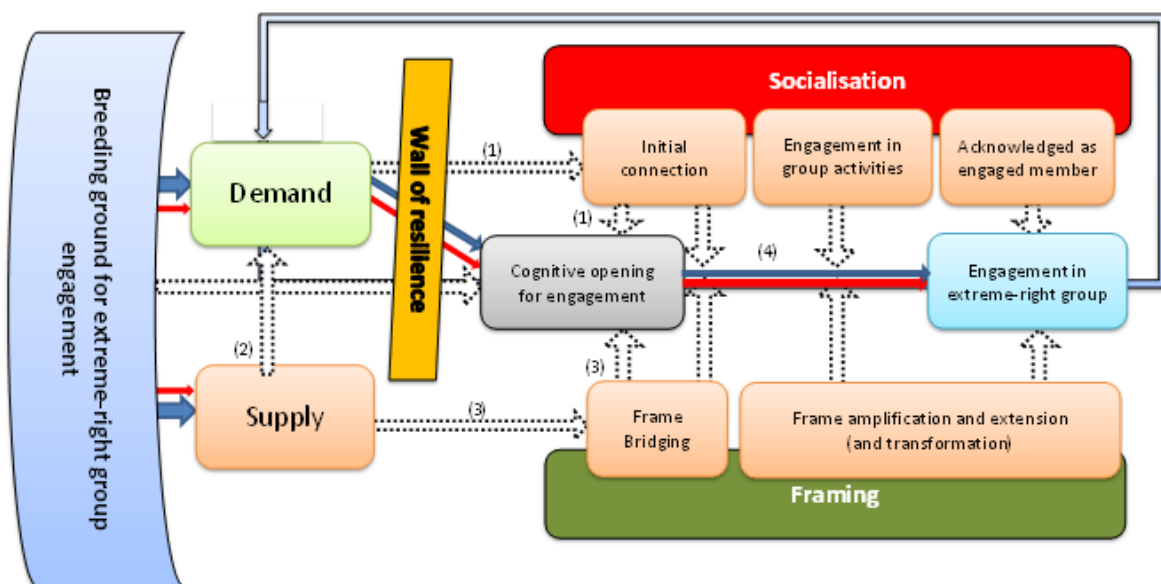 Breeding ground for extreme-right group
engagement
Demand
Supply
Wall of resilience
Socialisation
Initial
connection
Engagement in
group activities
Acknowledged as
engaged member
(1)
(1)
(2)
(3)
(3)
(4)
Cognitive opening
for engagement
Engagement in
extreme-right group
Frame
Bridging
Frame amplification and extension
(and transformation)
Framing